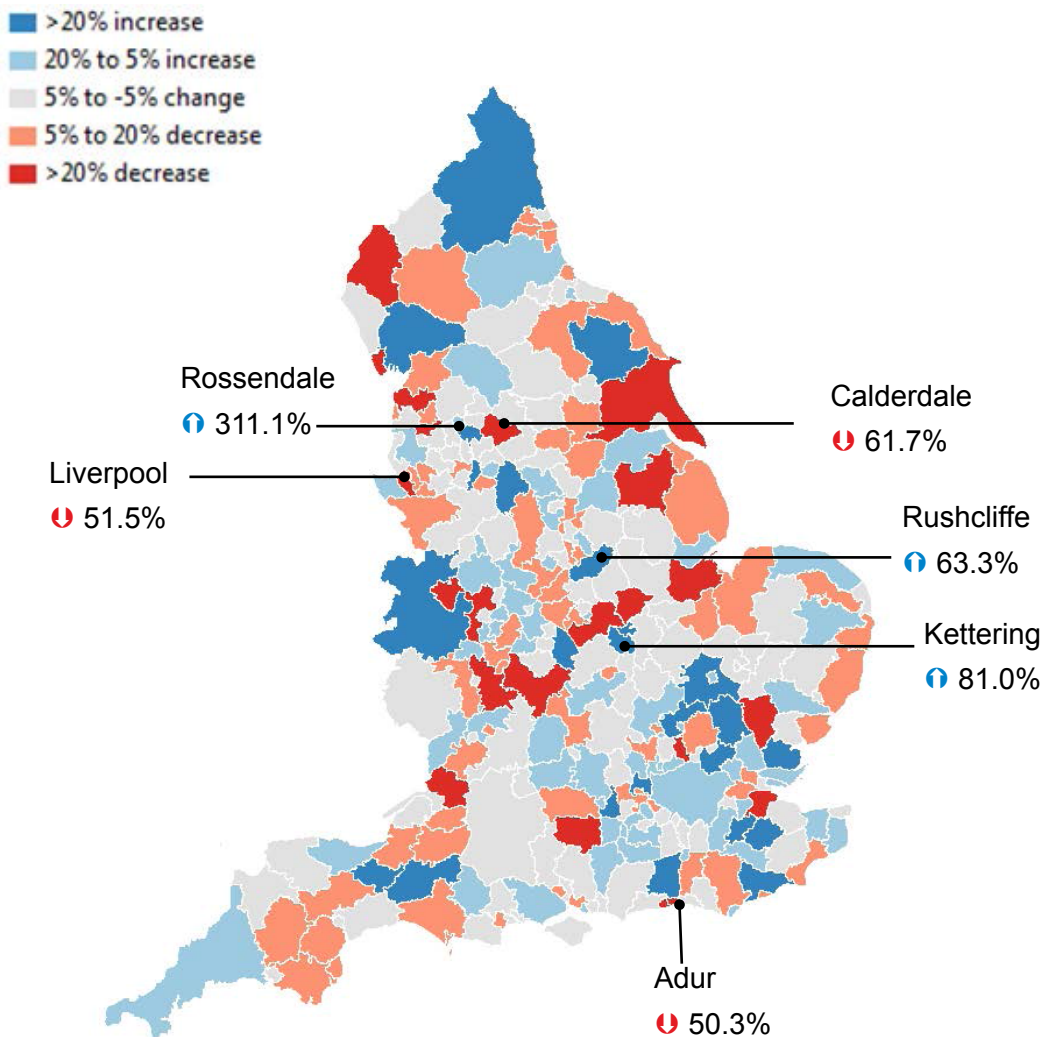 >20% increase
20% to 5% increase
5% to -5% change
5% to 20% decrease
>20% decrease
Rossendale
311.1%
Calderdale
61.7%
Liverpool
51.5%
Rushcliffe
63.3%
Kettering
81.0%
Adur
50.3%